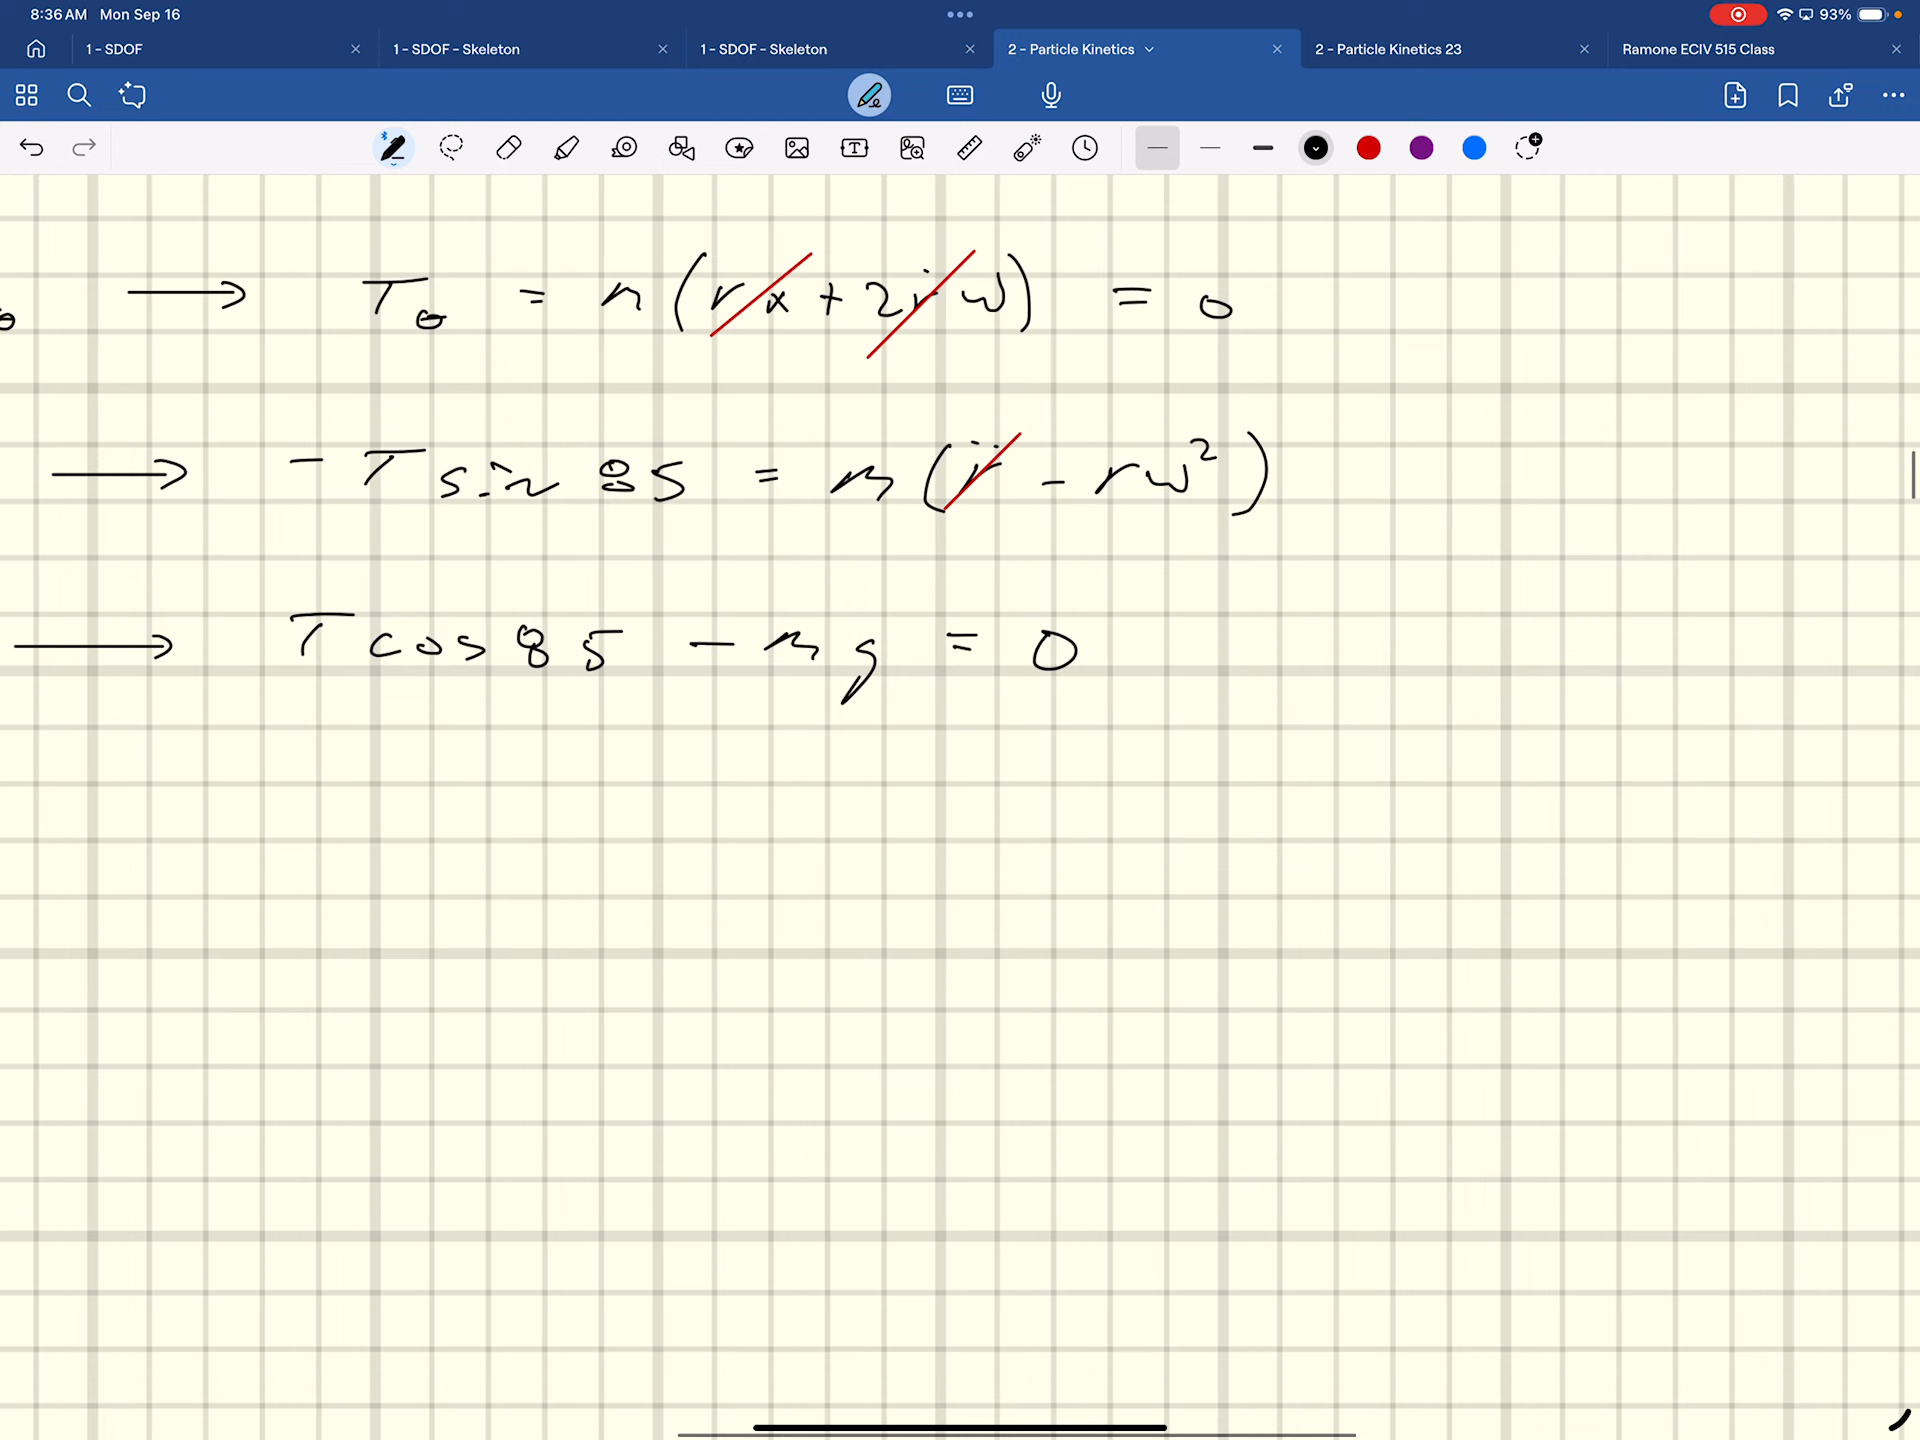 8:36 AM Mon Sep 16 93%
1 - SDOF 1 - SDOF - Skeleton 1 - SDOF - Skeleton 2 - Particle Kinetics 2 - Particle Kinetics 23 Ramone ECIV 515 Class
θ → T_θ = m(rα + 2ṙω) = 0
→ -T sin 85 = m(r̈ - rω²)
→ T cos 85 - mg = 0